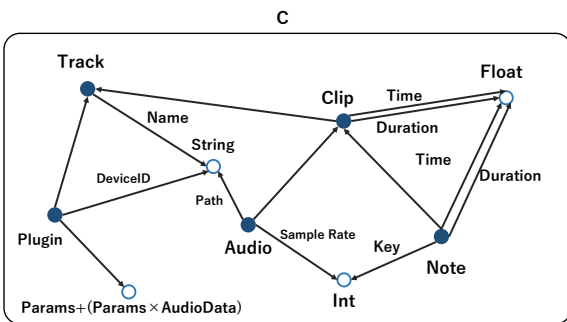 C
Track
Float
Clip
Time
Name
Duration
String
Time
DeviceID
Duration
Path
Plugin
Sample Rate
Audio
Key
Note
Int
Params+(Params×AudioData)